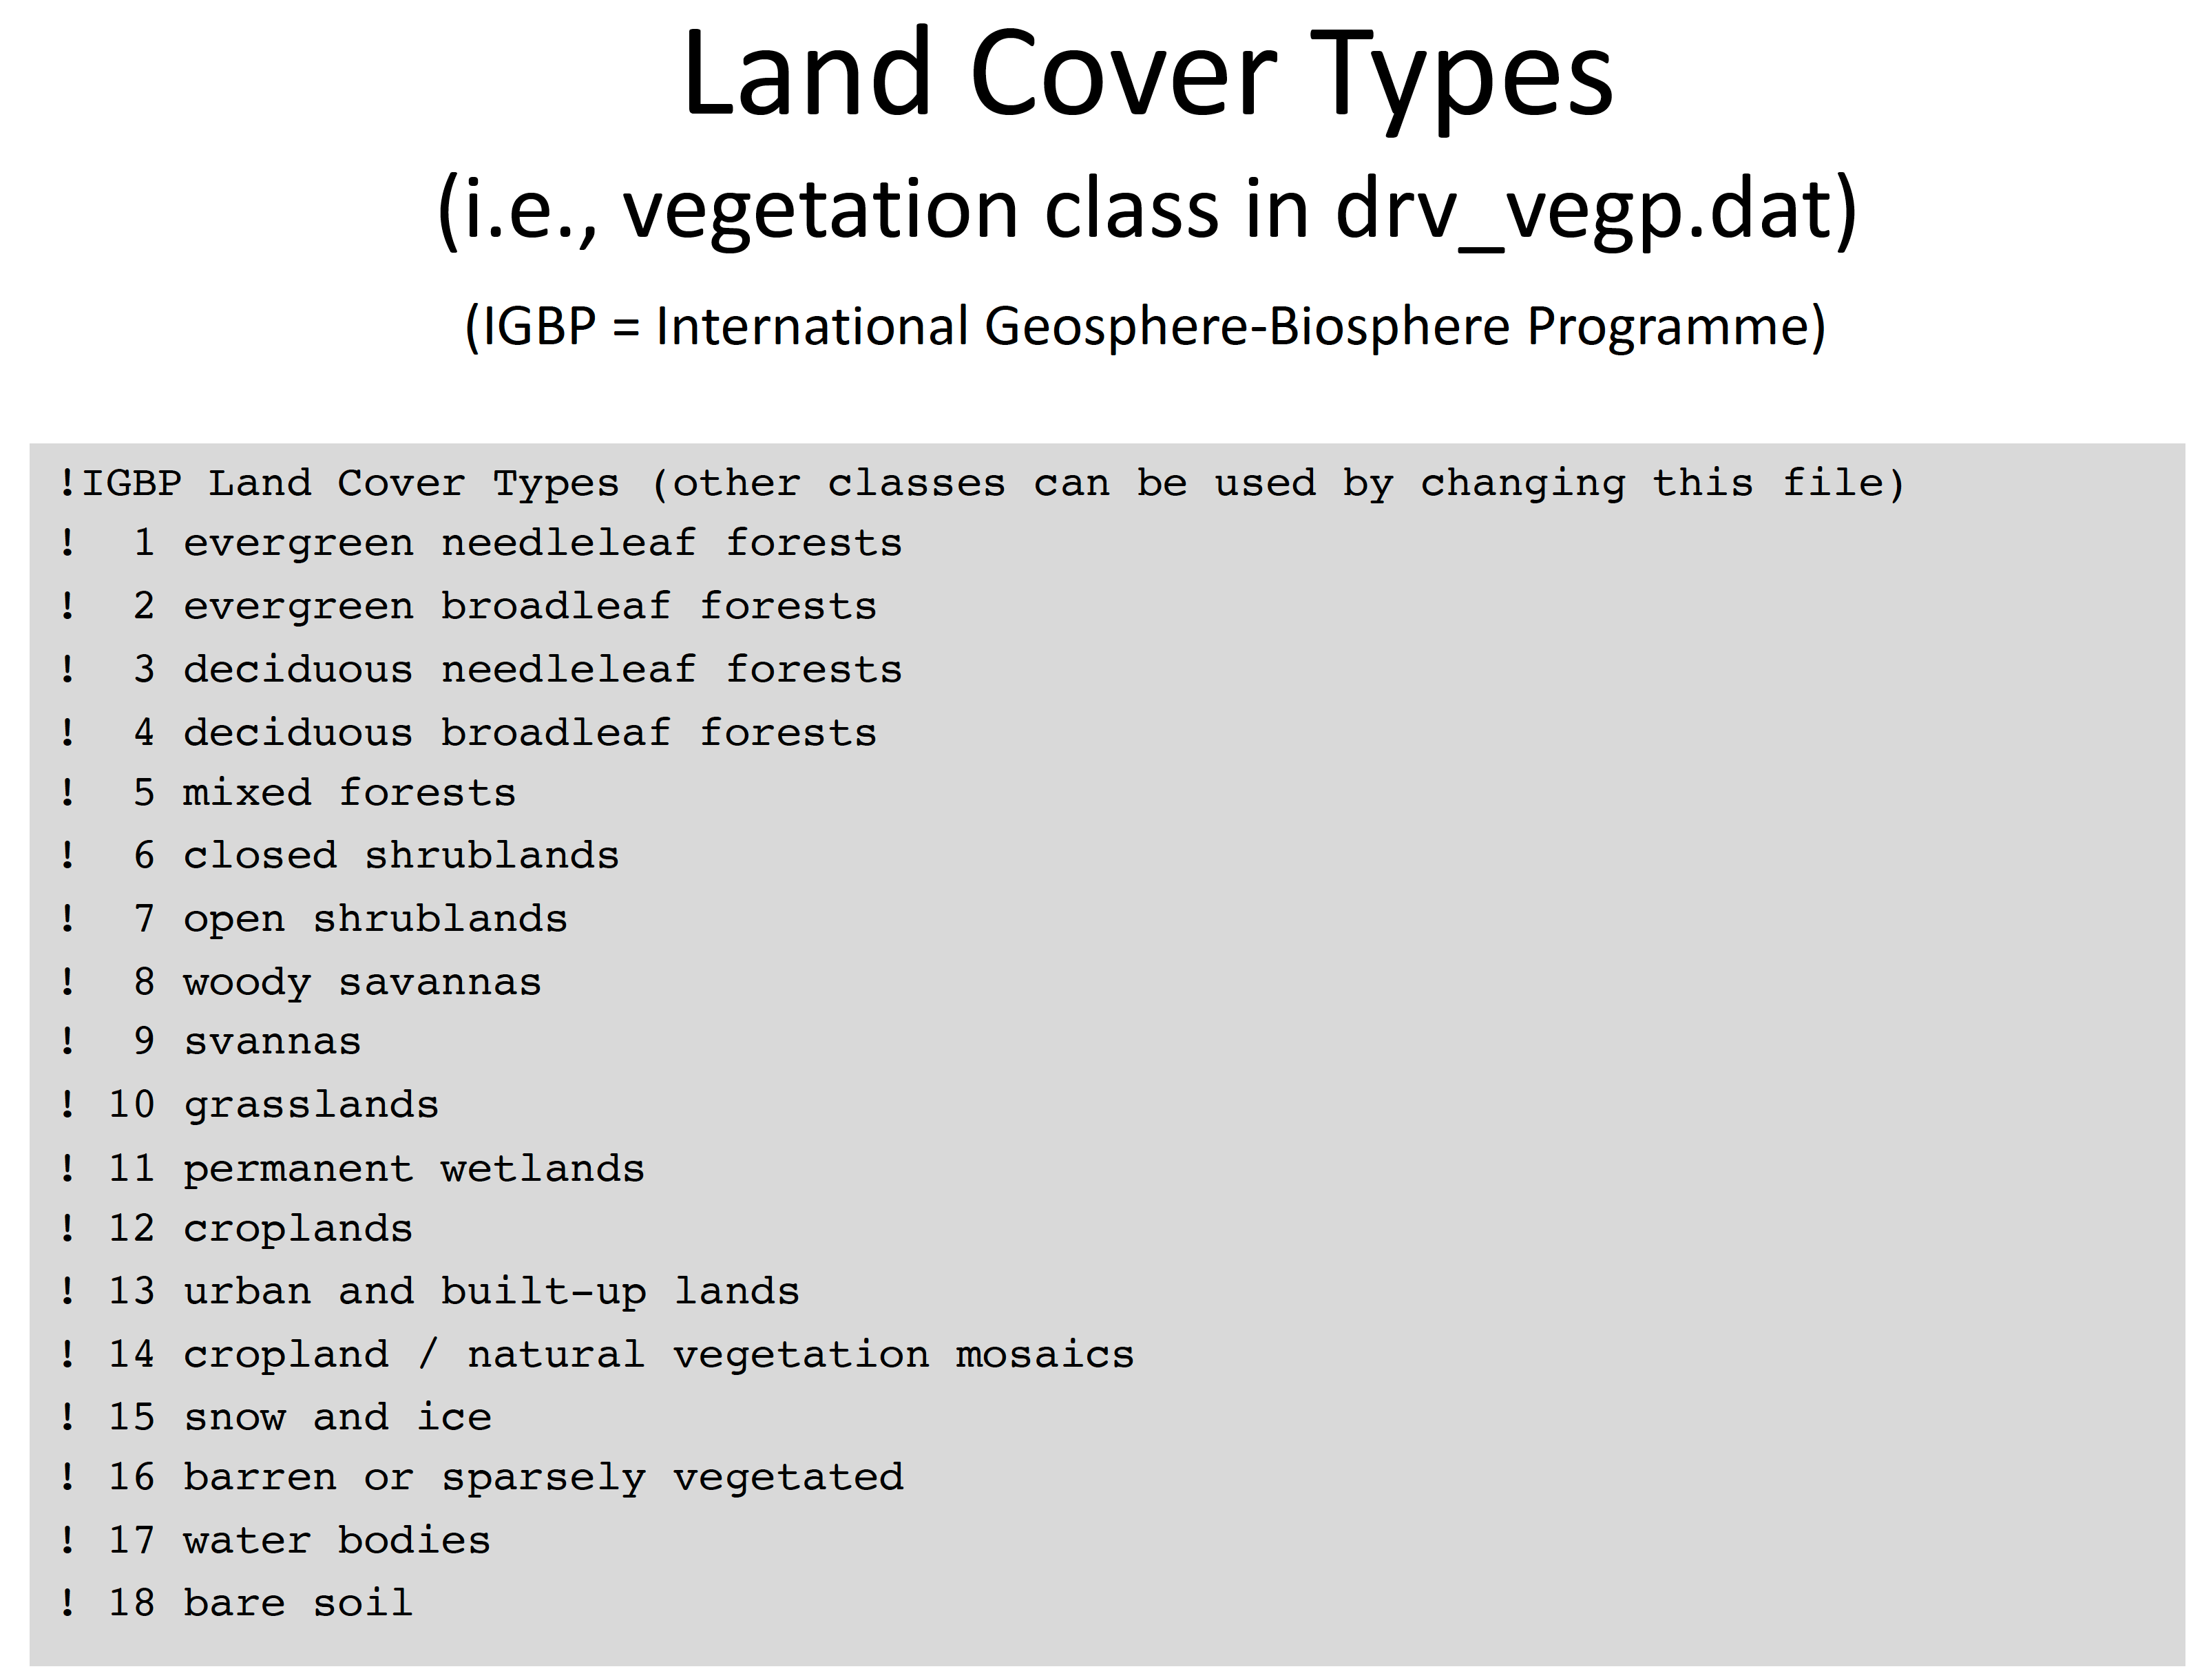 Land Cover Types
(i.e., vegetation class in drv_vegp.dat)
(IGBP = International Geosphere-Biosphere Programme)
!IGBP Land Cover Types (other classes can be used by changing this file)
!  1 evergreen needleleaf forests
!  2 evergreen broadleaf forests
!  3 deciduous needleleaf forests
!  4 deciduous broadleaf forests
!  5 mixed forests
!  6 closed shrublands
!  7 open shrublands
!  8 woody savannas
!  9 svannas
! 10 grasslands
! 11 permanent wetlands
! 12 croplands
! 13 urban and built-up lands
! 14 cropland / natural vegetation mosaics
! 15 snow and ice
! 16 barren or sparsely vegetated
! 17 water bodies
! 18 bare soil